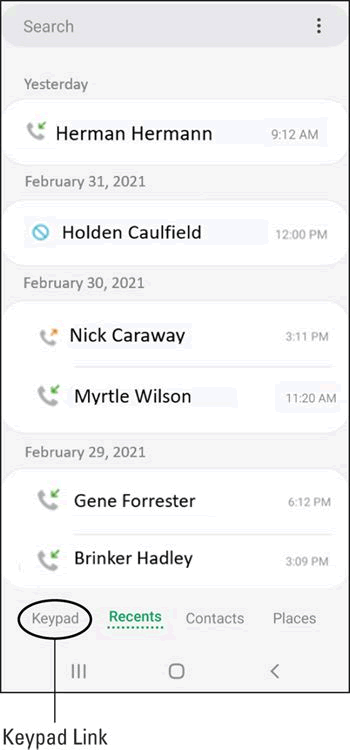 Search
Yesterday
Herman Hermann 9:12 AM
February 31, 2021
Holden Caulfield 12:00 PM
February 30, 2021
Nick Caraway 3:11 PM
Myrtle Wilson 11:20 AM
February 29, 2021
Gene Forrester 6:12 PM
Brinker Hadley 3:09 PM
Keypad Recents Contacts Places
Keypad Link